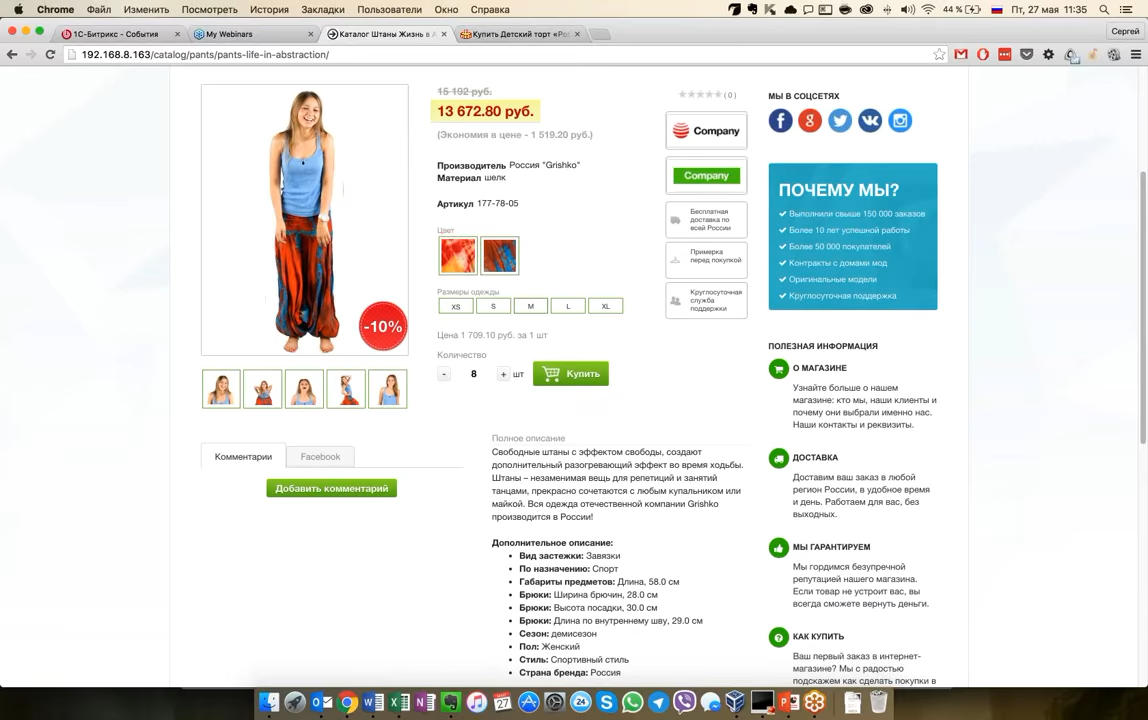 Chrome Файл Изменить Посмотреть История Закладки Пользователи Окно Справка
44 % Пт, 27 мая 11:35
1С-Битрикс - События
My Webinars
Каталог Штаны Жизнь в А
Купить Детский торт «Ро
Сергей
192.168.8.163/catalog/pants/pants-life-in-abstraction/
15 192 руб.
13 672.80 руб.
(Экономия в цене - 1 519.20 руб.)
Производитель Россия "Grishko"
Материал шелк
Артикул 177-78-05
Цвет
Размеры одежды
XS S M L XL
Цена 1 709.10 руб. за 1 шт
Количество
- 8 + шт Купить
-10%
( 0 )
Company
Company
Бесплатная
доставка по
всей России
Примерка
перед покупкой
Круглосуточная
служба
поддержки
Комментарии
Facebook
Добавить комментарий
Полное описание
Свободные штаны с эффектом свободы, создают
дополнительный разогревающий эффект во время ходьбы.
Штаны – незаменимая вещь для репетиций и занятий
танцами, прекрасно сочетаются с любым купальником или
майкой. Вся одежда отечественной компании Grishko
производится в России!
Дополнительное описание:
Вид застежки: Завязки
По назначению: Спорт
Габариты предметов: Длина, 58.0 см
Брюки: Ширина брючин, 28.0 см
Брюки: Высота посадки, 30.0 см
Брюки: Длина по внутреннему шву, 29.0 см
Сезон: демисезон
Пол: Женский
Стиль: Спортивный стиль
Страна бренда: Россия
МЫ В СОЦСЕТЯХ
ПОЧЕМУ МЫ?
Выполнили свыше 150 000 заказов
Более 10 лет успешной работы
Более 50 000 покупателей
Контракты с домами мод
Оригинальные модели
Круглосуточная поддержка
ПОЛЕЗНАЯ ИНФОРМАЦИЯ
О МАГАЗИНЕ
Узнайте больше о нашем
магазине: кто мы, наши клиенты и
почему они выбрали именно нас.
Наши контакты и реквизиты.
ДОСТАВКА
Доставим ваш заказ в любой
регион России, в удобное время
и день. Работаем для вас, без
выходных.
МЫ ГАРАНТИРУЕМ
Мы гордимся безупречной
репутацией нашего магазина.
Если товар не устроит вас, вы
всегда сможете вернуть деньги.
КАК КУПИТЬ
Ваш первый заказ в интернет-
магазине? Мы с радостью
подскажем как сделать покупки в